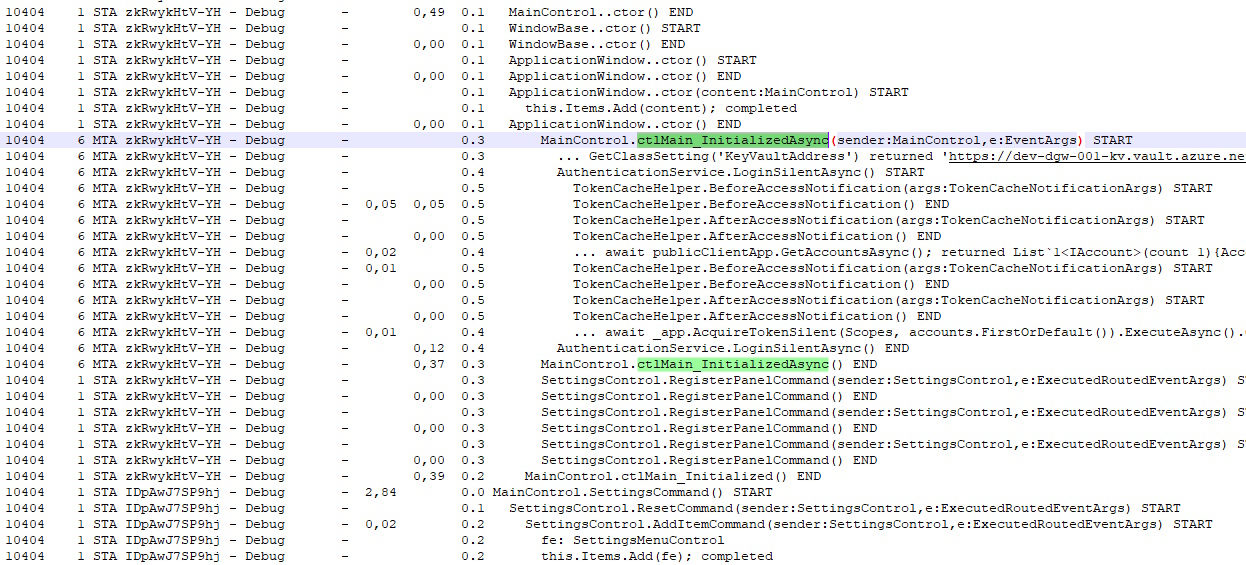 10404 1 STA zkRwykHtV-YH - Debug - 0,49 0.1 MainControl..ctor() END
10404 1 STA zkRwykHtV-YH - Debug - 0.1 WindowBase..ctor() START
10404 1 STA zkRwykHtV-YH - Debug - 0,00 0.1 WindowBase..ctor() END
10404 1 STA zkRwykHtV-YH - Debug - 0.1 ApplicationWindow..ctor() START
10404 1 STA zkRwykHtV-YH - Debug - 0,00 0.1 ApplicationWindow..ctor() END
10404 1 STA zkRwykHtV-YH - Debug - 0.1 ApplicationWindow..ctor(content:MainControl) START
10404 1 STA zkRwykHtV-YH - Debug - 0.1 this.Items.Add(content); completed
10404 1 STA zkRwykHtV-YH - Debug - 0,00 0.1 ApplicationWindow..ctor() END
10404 6 MTA zkRwykHtV-YH - Debug - 0.3 MainControl.ctlMain_InitializedAsync(sender:MainControl,e:EventArgs) START
10404 6 MTA zkRwykHtV-YH - Debug - 0.3 ... GetClassSetting('KeyVaultAddress') returned 'https://dev-dgw-001-kv.vault.azure.ne
10404 6 MTA zkRwykHtV-YH - Debug - 0.4 AuthenticationService.LoginSilentAsync() START
10404 6 MTA zkRwykHtV-YH - Debug - 0.5 TokenCacheHelper.BeforeAccessNotification(args:TokenCacheNotificationArgs) START
10404 6 MTA zkRwykHtV-YH - Debug - 0,05 0,05 0.5 TokenCacheHelper.BeforeAccessNotification() END
10404 6 MTA zkRwykHtV-YH - Debug - 0.5 TokenCacheHelper.AfterAccessNotification(args:TokenCacheNotificationArgs) START
10404 6 MTA zkRwykHtV-YH - Debug - 0,00 0.5 TokenCacheHelper.AfterAccessNotification() END
10404 6 MTA zkRwykHtV-YH - Debug - 0,02 0.4 ... await publicClientApp.GetAccountsAsync(); returned List`1<IAccount>(count 1){Acc
10404 6 MTA zkRwykHtV-YH - Debug - 0,01 0.5 TokenCacheHelper.BeforeAccessNotification(args:TokenCacheNotificationArgs) START
10404 6 MTA zkRwykHtV-YH - Debug - 0,00 0.5 TokenCacheHelper.BeforeAccessNotification() END
10404 6 MTA zkRwykHtV-YH - Debug - 0.5 TokenCacheHelper.AfterAccessNotification(args:TokenCacheNotificationArgs) START
10404 6 MTA zkRwykHtV-YH - Debug - 0,00 0.5 TokenCacheHelper.AfterAccessNotification() END
10404 6 MTA zkRwykHtV-YH - Debug - 0,01 0.4 ... await _app.AcquireTokenSilent(Scopes, accounts.FirstOrDefault()).ExecuteAsync().
10404 6 MTA zkRwykHtV-YH - Debug - 0,12 0.4 AuthenticationService.LoginSilentAsync() END
10404 6 MTA zkRwykHtV-YH - Debug - 0,37 0.3 MainControl.ctlMain_InitializedAsync() END
10404 1 STA zkRwykHtV-YH - Debug - 0.3 SettingsControl.RegisterPanelCommand(sender:SettingsControl,e:ExecutedRoutedEventArgs) S
10404 1 STA zkRwykHtV-YH - Debug - 0,00 0.3 SettingsControl.RegisterPanelCommand() END
10404 1 STA zkRwykHtV-YH - Debug - 0.3 SettingsControl.RegisterPanelCommand(sender:SettingsControl,e:ExecutedRoutedEventArgs) S
10404 1 STA zkRwykHtV-YH - Debug - 0,00 0.3 SettingsControl.RegisterPanelCommand() END
10404 1 STA zkRwykHtV-YH - Debug - 0.3 SettingsControl.RegisterPanelCommand(sender:SettingsControl,e:ExecutedRoutedEventArgs) S
10404 1 STA zkRwykHtV-YH - Debug - 0,00 0.3 SettingsControl.RegisterPanelCommand() END
10404 1 STA zkRwykHtV-YH - Debug - 0,39 0.2 MainControl.ctlMain_Initialized() END
10404 1 STA IDpAwJ7SP9hj - Debug - 2,84 0.0 MainControl.SettingsCommand() START
10404 1 STA IDpAwJ7SP9hj - Debug - 0.1 SettingsControl.ResetCommand(sender:SettingsControl,e:ExecutedRoutedEventArgs) START
10404 1 STA IDpAwJ7SP9hj - Debug - 0,02 0.2 SettingsControl.AddItemCommand(sender:SettingsControl,e:ExecutedRoutedEventArgs) START
10404 1 STA IDpAwJ7SP9hj - Debug - 0.2 fe: SettingsMenuControl
10404 1 STA IDpAwJ7SP9hj - Debug - 0.2 this.Items.Add(fe); completed